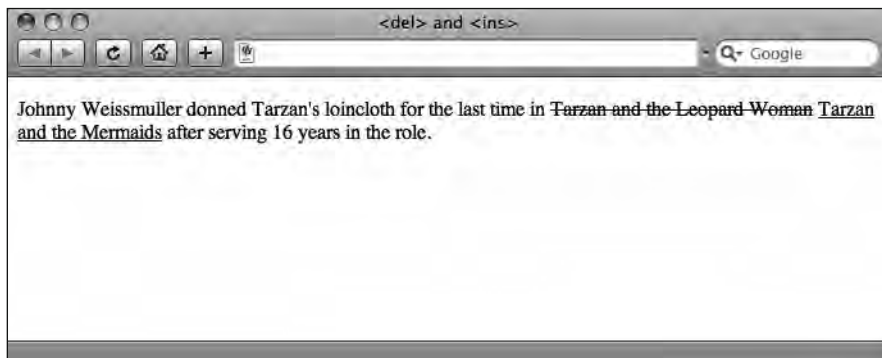 <del> and <ins>
Google
Johnny Weissmuller donned Tarzan's loincloth for the last time in Tarzan and the Leopard Woman Tarzan
and the Mermaids after serving 16 years in the role.